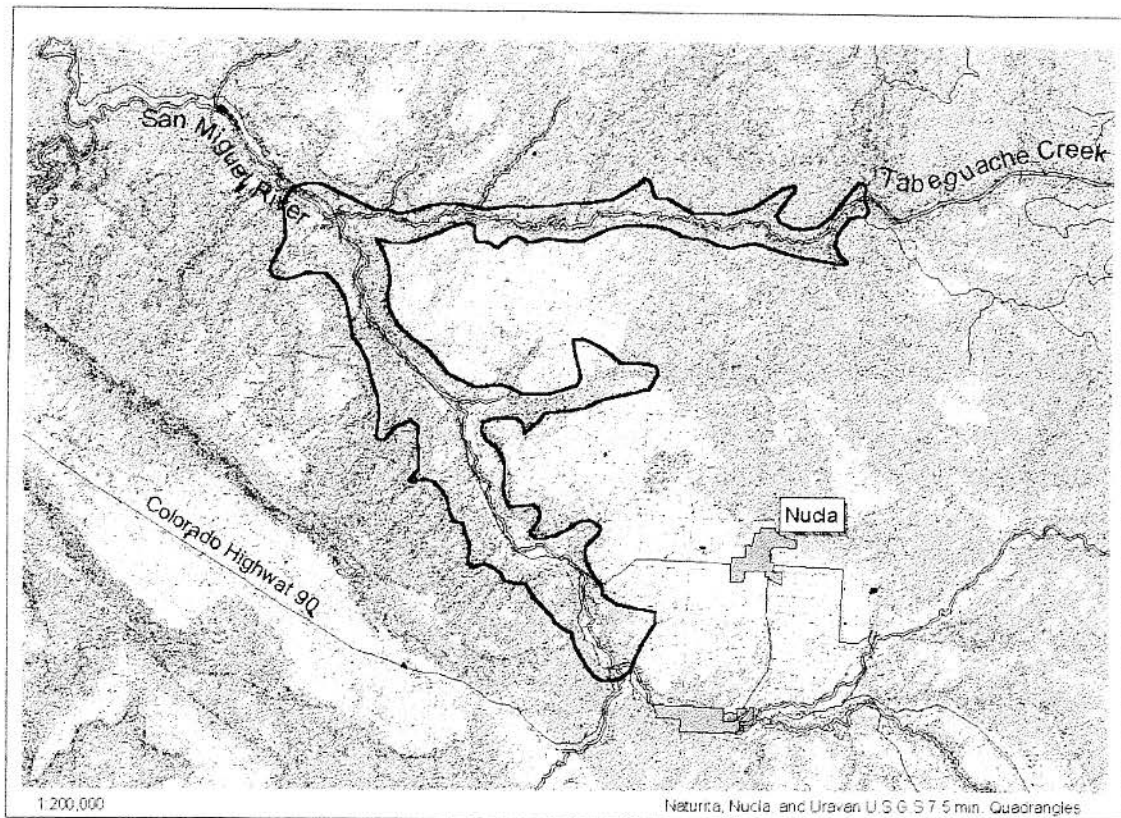 San Miguel River
Tabeguache Creek
Nucla
Colorado Highwat 90
1:200,000
Naturita, Nucla and Uravan U.S.G.S 7.5 min. Quadrangles